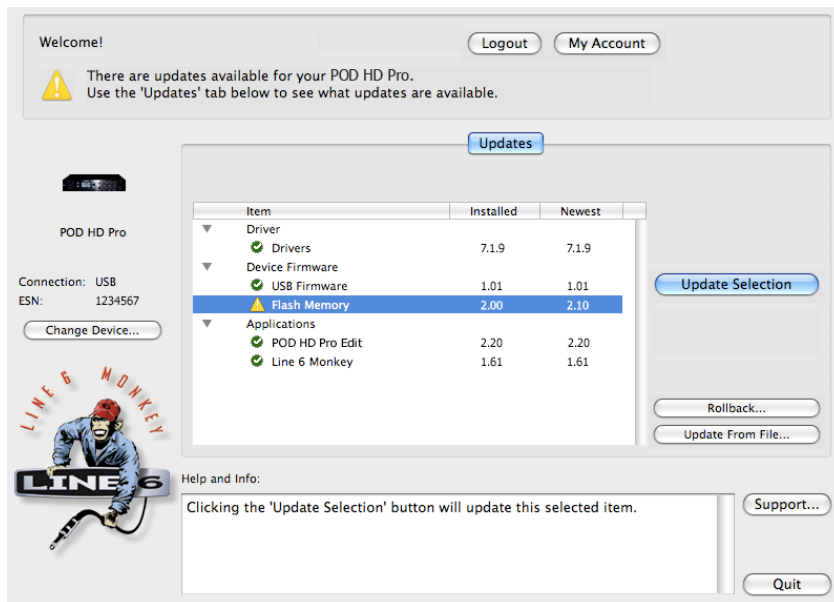 Welcome!
Logout
My Account
There are updates available for your POD HD Pro.
Use the 'Updates' tab below to see what updates are available.
Updates
POD HD Pro
Connection: USB
ESN: 1234567
Change Device...
Item Installed Newest
Driver
Drivers 7.1.9 7.1.9
Device Firmware
USB Firmware 1.01 1.01
Flash Memory 2.00 2.10
Applications
POD HD Pro Edit 2.20 2.20
Line 6 Monkey 1.61 1.61
Update Selection
Rollback...
Update From File...
LINE 6 MONKEY
LINE 6
Help and Info:
Clicking the 'Update Selection' button will update this selected item.
Support...
Quit